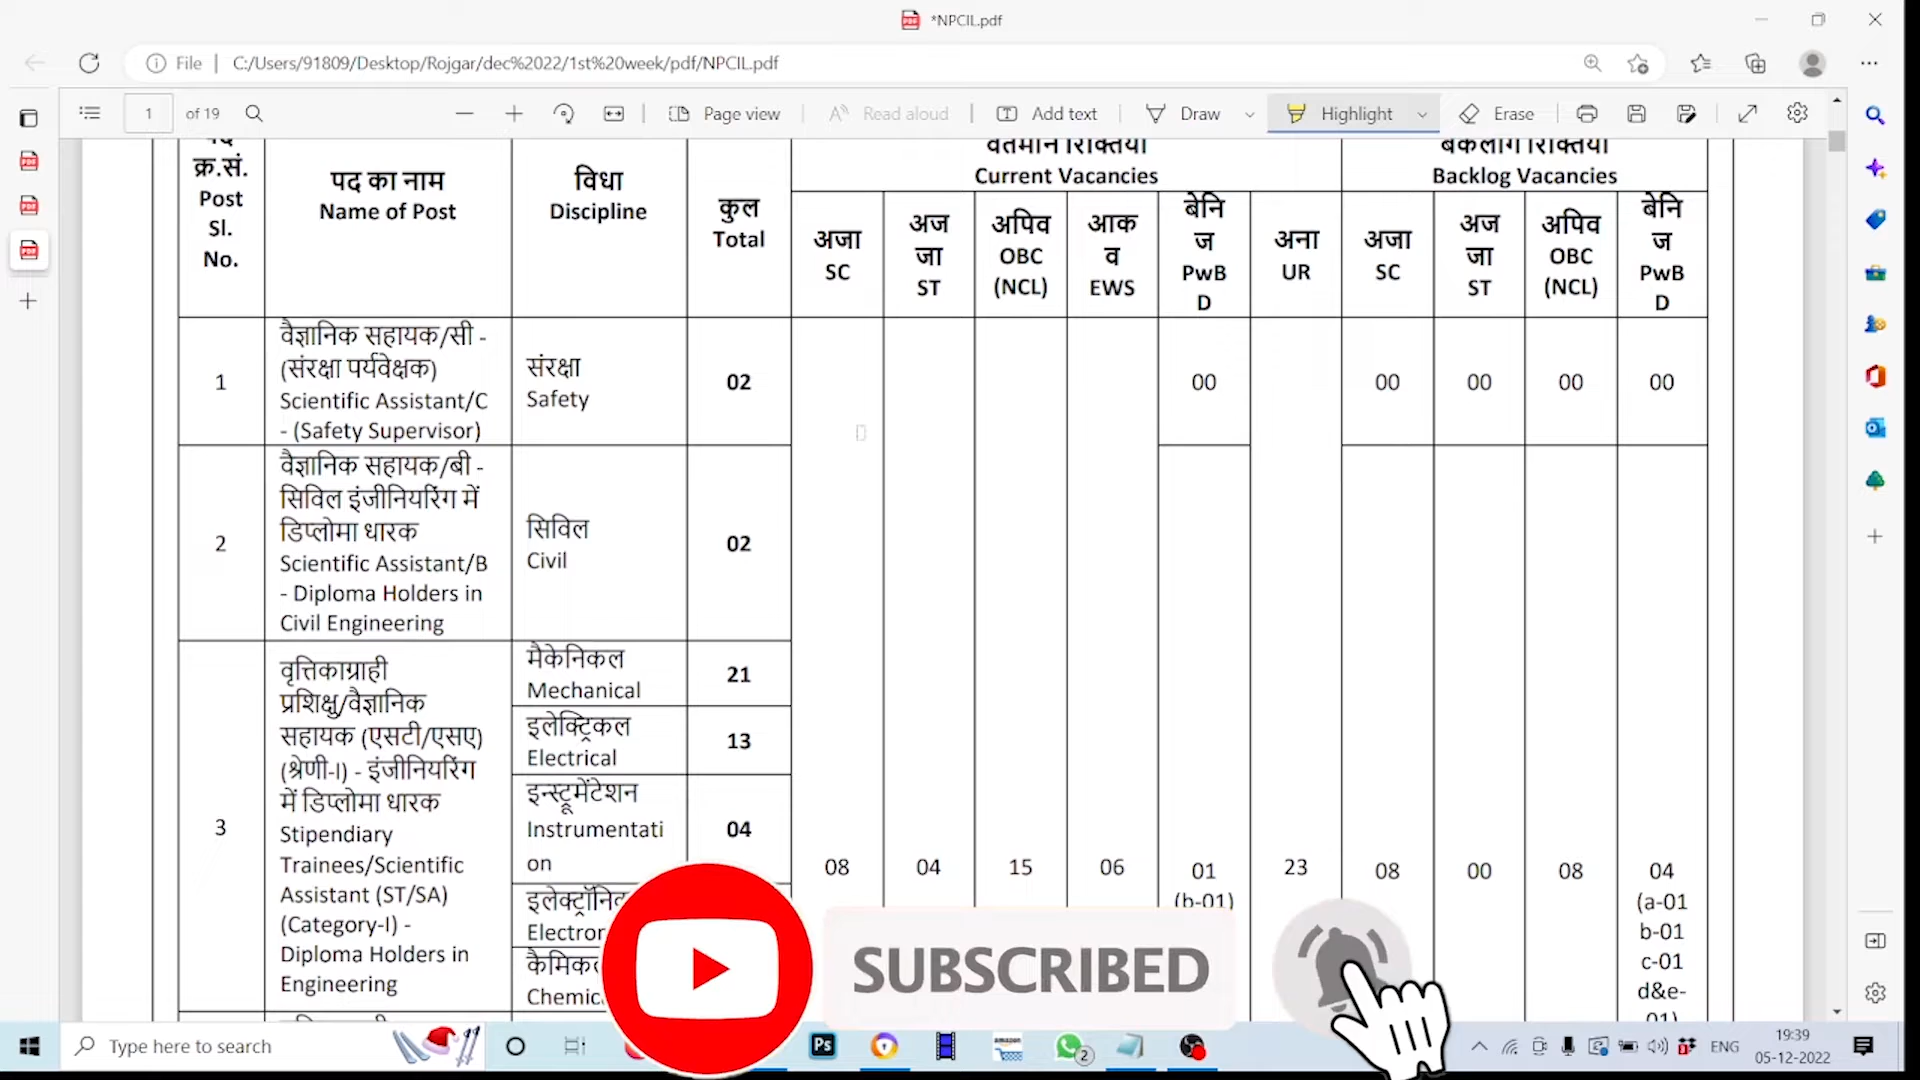 *NPCIL.pdf
File
C:/Users/91809/Desktop/Rojgar/dec%2022/1st%20week/pdf/NPCIL.pdf
1 of 19
Page view
Read aloud
Add text
Draw
Highlight
Erase
क्र.सं.
Post
Sl.
No.
पद का नाम
Name of Post
विधा
Discipline
कुल
Total
वर्तमान रिक्तियां
Current Vacancies
बैकलॉग रिक्तियां
Backlog Vacancies
अजा
SC
अज
जा
ST
अपिव
OBC
(NCL)
आक
व
EWS
बेनि
ज
PwB
D
अना
UR
अजा
SC
अज
जा
ST
अपिव
OBC
(NCL)
बेनि
ज
PwB
D
1
वैज्ञानिक सहायक/सी -
(संरक्षा पर्यवेक्षक)
Scientific Assistant/C
- (Safety Supervisor)
संरक्षा
Safety
02
00
00
00
00
00
2
वैज्ञानिक सहायक/बी -
सिविल इंजीनियरिंग में
डिप्लोमा धारक
Scientific Assistant/B
- Diploma Holders in
Civil Engineering
सिविल
Civil
02
3
वृत्तिकाग्राही
प्रशिक्षु/वैज्ञानिक
सहायक (एसटी/एसए)
(श्रेणी-I) - इंजीनियरिंग
में डिप्लोमा धारक
Stipendiary
Trainees/Scientific
Assistant (ST/SA)
(Category-I) -
Diploma Holders in
Engineering
मैकेनिकल
Mechanical
21
इलेक्ट्रिकल
Electrical
13
इन्स्ट्रूमेंटेशन
Instrumentati
on
04
08
04
15
06
01
(b-01)
23
08
00
08
04
(a-01
b-01
c-01
d&e-
01)
SUBSCRIBED
Type here to search
Ps
amazon
2
ENG
19:39
05-12-2022